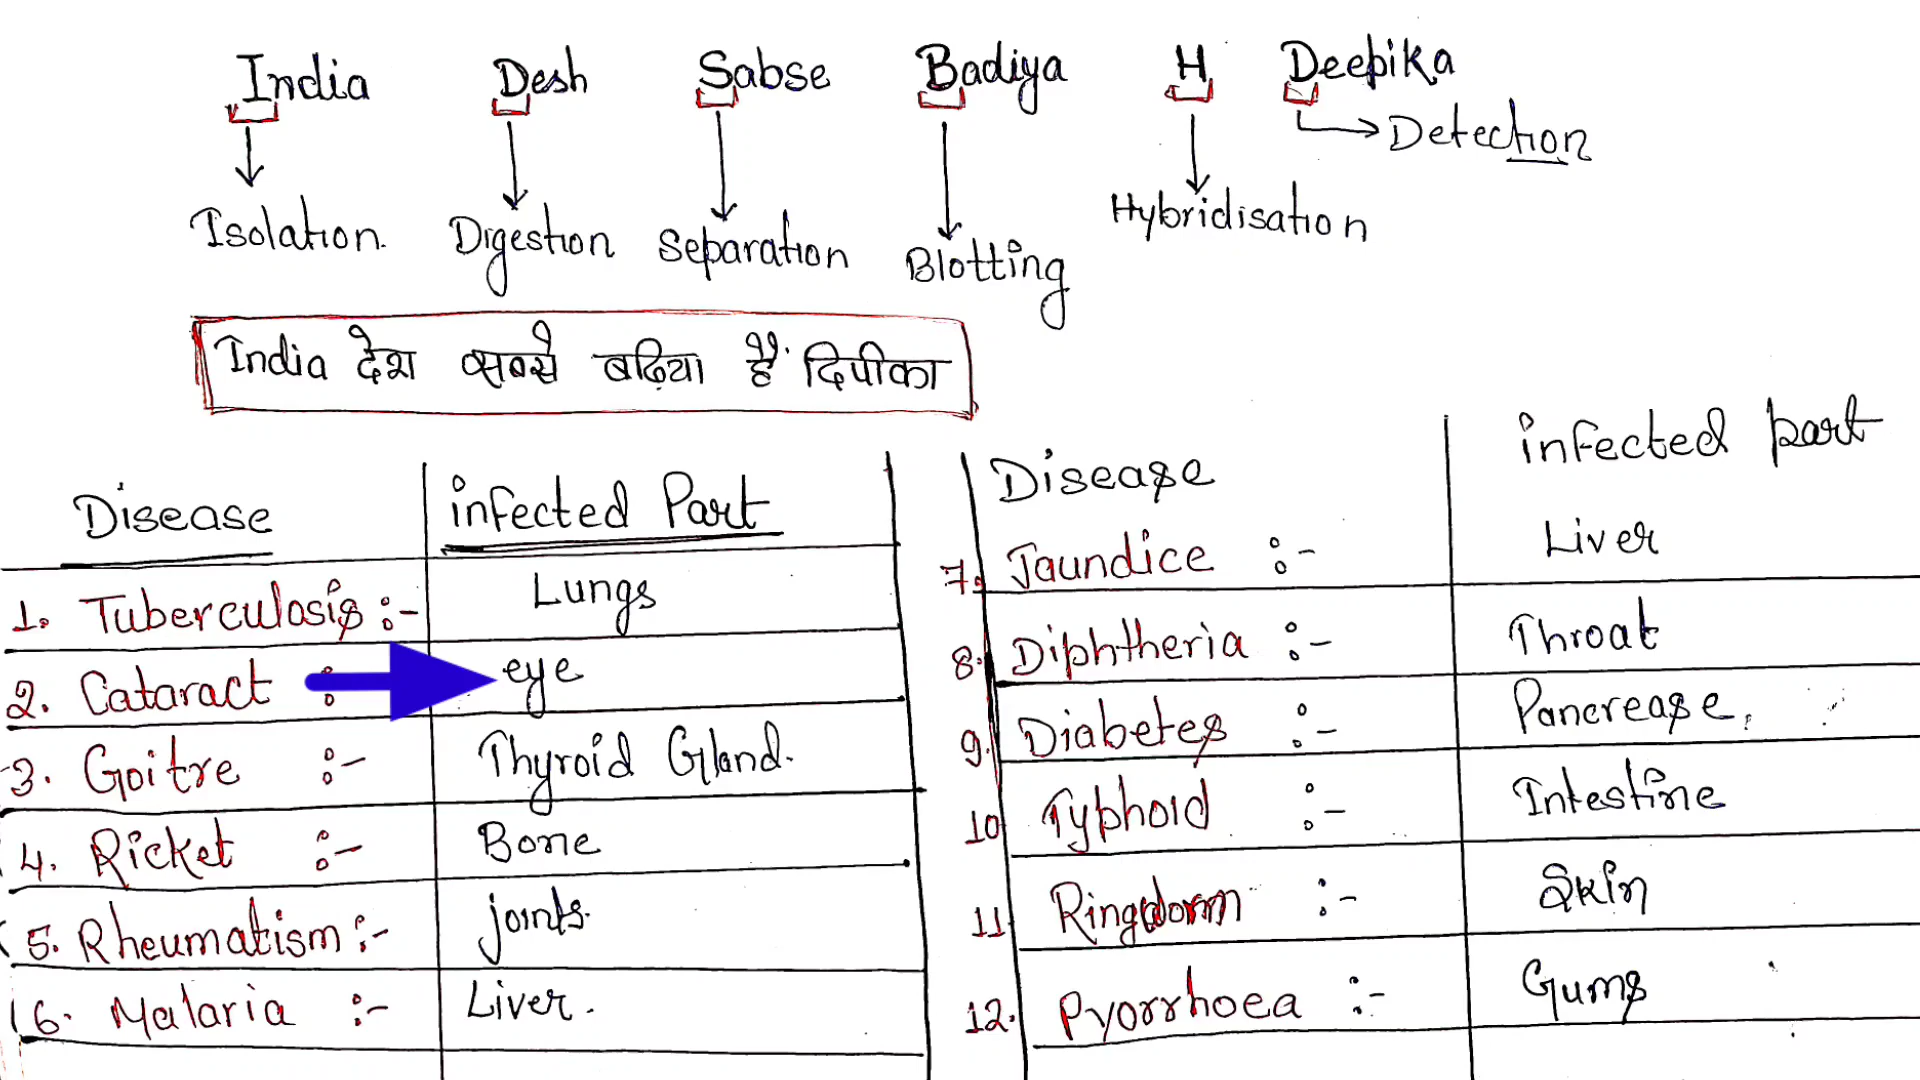 India Desh Sabse Badiya H Deepika
Detection
Isolation. Digestion Separation Blotting Hybridisation
India देश सबसे बढ़िया हैं. दिपीका
Disease infected Part
1. Tuberculosis :- Lungs
2. Cataract : eye
3. Goitre :- Thyroid Gland.
4. Ricket :- Bone
5. Rheumatism :- joints.
6. Malaria :- Liver.
Disease infected part
7. Jaundice :- Liver
8. Diphtheria :- Throat
9. Diabetes :- Pancrease.
10 Typhoid :- Intestine
11 Ringworm :- Skin
12. Pyorrhoea :- Gums